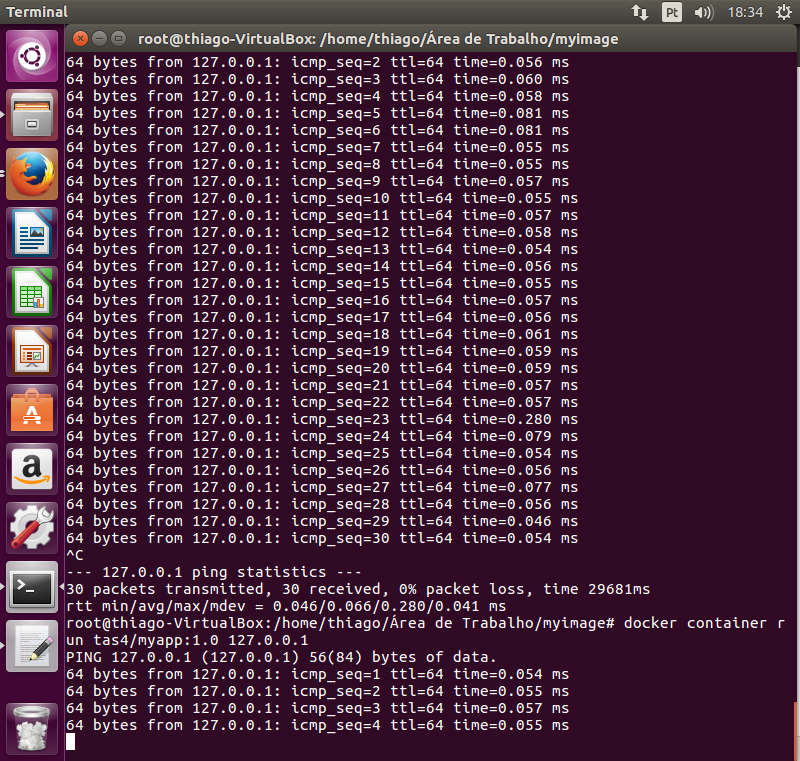 Terminal
Pt
18:34
root@thiago-VirtualBox: /home/thiago/Área de Trabalho/myimage
64 bytes from 127.0.0.1: icmp_seq=2 ttl=64 time=0.056 ms
64 bytes from 127.0.0.1: icmp_seq=3 ttl=64 time=0.060 ms
64 bytes from 127.0.0.1: icmp_seq=4 ttl=64 time=0.058 ms
64 bytes from 127.0.0.1: icmp_seq=5 ttl=64 time=0.081 ms
64 bytes from 127.0.0.1: icmp_seq=6 ttl=64 time=0.081 ms
64 bytes from 127.0.0.1: icmp_seq=7 ttl=64 time=0.055 ms
64 bytes from 127.0.0.1: icmp_seq=8 ttl=64 time=0.055 ms
64 bytes from 127.0.0.1: icmp_seq=9 ttl=64 time=0.057 ms
64 bytes from 127.0.0.1: icmp_seq=10 ttl=64 time=0.055 ms
64 bytes from 127.0.0.1: icmp_seq=11 ttl=64 time=0.057 ms
64 bytes from 127.0.0.1: icmp_seq=12 ttl=64 time=0.058 ms
64 bytes from 127.0.0.1: icmp_seq=13 ttl=64 time=0.054 ms
64 bytes from 127.0.0.1: icmp_seq=14 ttl=64 time=0.056 ms
64 bytes from 127.0.0.1: icmp_seq=15 ttl=64 time=0.055 ms
64 bytes from 127.0.0.1: icmp_seq=16 ttl=64 time=0.057 ms
64 bytes from 127.0.0.1: icmp_seq=17 ttl=64 time=0.056 ms
64 bytes from 127.0.0.1: icmp_seq=18 ttl=64 time=0.061 ms
64 bytes from 127.0.0.1: icmp_seq=19 ttl=64 time=0.059 ms
64 bytes from 127.0.0.1: icmp_seq=20 ttl=64 time=0.059 ms
64 bytes from 127.0.0.1: icmp_seq=21 ttl=64 time=0.057 ms
64 bytes from 127.0.0.1: icmp_seq=22 ttl=64 time=0.057 ms
64 bytes from 127.0.0.1: icmp_seq=23 ttl=64 time=0.280 ms
64 bytes from 127.0.0.1: icmp_seq=24 ttl=64 time=0.079 ms
64 bytes from 127.0.0.1: icmp_seq=25 ttl=64 time=0.054 ms
64 bytes from 127.0.0.1: icmp_seq=26 ttl=64 time=0.056 ms
64 bytes from 127.0.0.1: icmp_seq=27 ttl=64 time=0.077 ms
64 bytes from 127.0.0.1: icmp_seq=28 ttl=64 time=0.056 ms
64 bytes from 127.0.0.1: icmp_seq=29 ttl=64 time=0.046 ms
64 bytes from 127.0.0.1: icmp_seq=30 ttl=64 time=0.054 ms
^C
--- 127.0.0.1 ping statistics ---
30 packets transmitted, 30 received, 0% packet loss, time 29681ms
rtt min/avg/max/mdev = 0.046/0.066/0.280/0.041 ms
root@thiago-VirtualBox:/home/thiago/Área de Trabalho/myimage# docker container r
un tas4/myapp:1.0 127.0.0.1
PING 127.0.0.1 (127.0.0.1) 56(84) bytes of data.
64 bytes from 127.0.0.1: icmp_seq=1 ttl=64 time=0.054 ms
64 bytes from 127.0.0.1: icmp_seq=2 ttl=64 time=0.055 ms
64 bytes from 127.0.0.1: icmp_seq=3 ttl=64 time=0.057 ms
64 bytes from 127.0.0.1: icmp_seq=4 ttl=64 time=0.055 ms